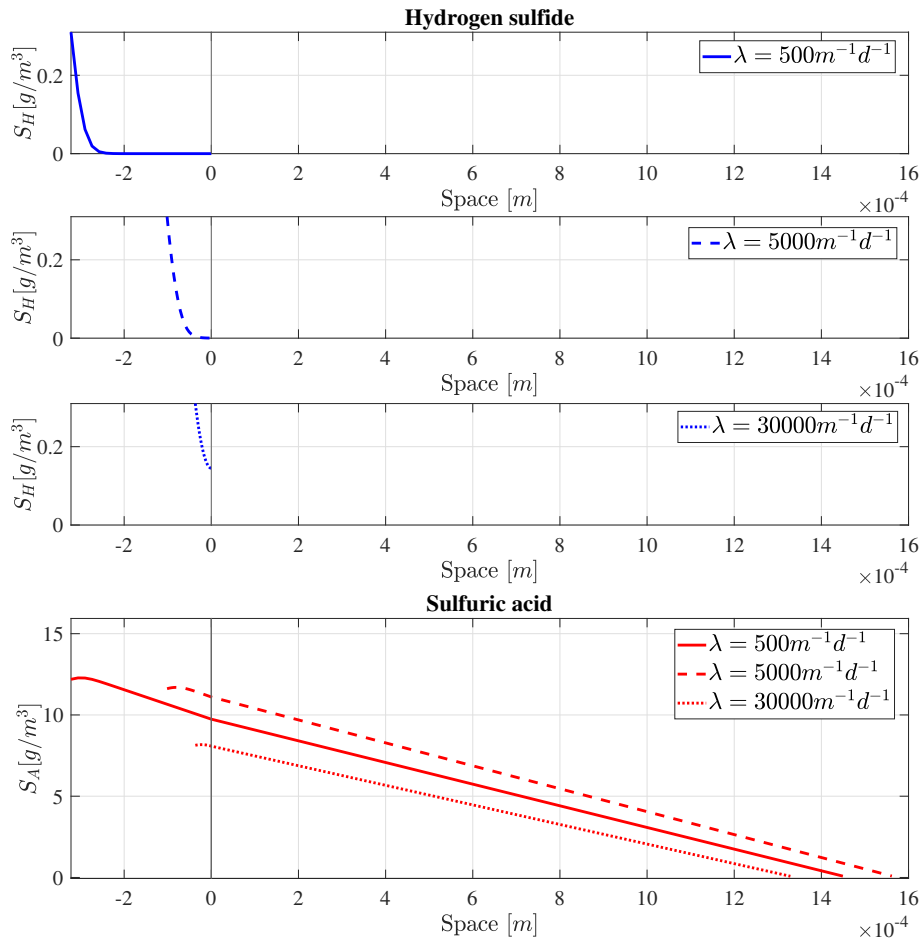 Hydrogen sulfide
λ = 500m⁻¹d⁻¹
S_H[g/m³]
0.2
0
-2 0 2 4 6 8 10 12 14 16
Space [m]
×10⁻⁴
λ = 5000m⁻¹d⁻¹
S_H[g/m³]
0.2
0
-2 0 2 4 6 8 10 12 14 16
Space [m]
×10⁻⁴
λ = 30000m⁻¹d⁻¹
S_H[g/m³]
0.2
0
-2 0 2 4 6 8 10 12 14 16
Space [m]
×10⁻⁴
Sulfuric acid
λ = 500m⁻¹d⁻¹
λ = 5000m⁻¹d⁻¹
λ = 30000m⁻¹d⁻¹
S_A[g/m³]
15
10
5
0
-2 0 2 4 6 8 10 12 14 16
Space [m]
×10⁻⁴